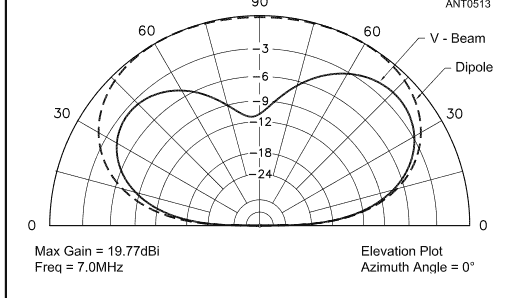 ANT0513
90
60
60
V - Beam
Dipole
-3
-6
-9
-12
-18
-24
30
30
0
0
Max Gain = 19.77dBi
Freq = 7.0MHz
Elevation Plot
Azimuth Angle = 0°